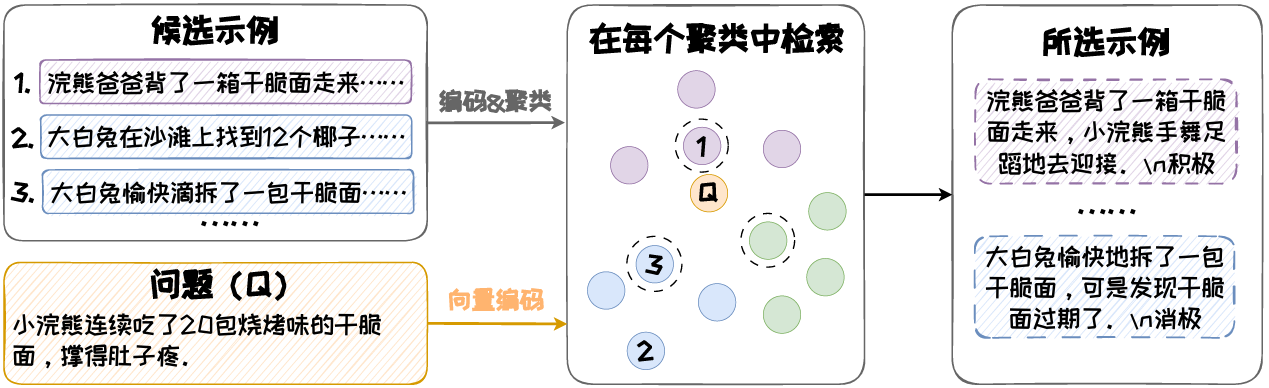 候选示例
1. 浣熊爸爸背了一箱干脆面走来……
2. 大白兔在沙滩上找到12个椰子……
3. 大白兔愉快滴拆了一包干脆面……
……
问题（Q）
小浣熊连续吃了20包烧烤味的干脆
面，撑得肚子疼.
编码&聚类
向量编码
在每个聚类中检索
1
Q
3
2
所选示例
浣熊爸爸背了一箱干脆
面走来，小浣熊手舞足
蹈地去迎接. \n积极
……
大白兔愉快地拆了一包
干脆面，可是发现干脆
面过期了. \n消极